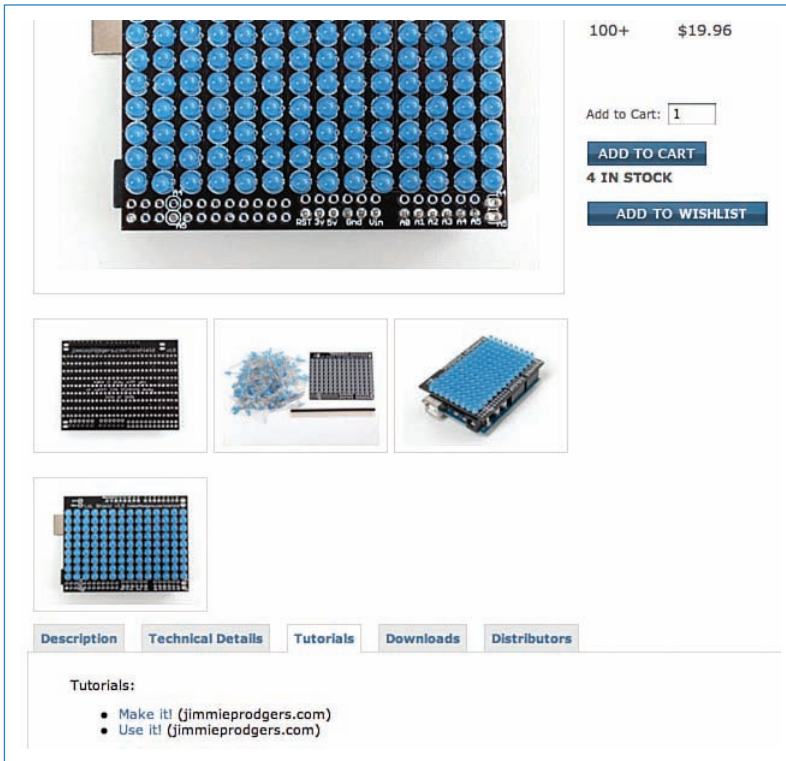 100+ $19.96
Add to Cart: 1
ADD TO CART
4 IN STOCK
ADD TO WISHLIST
A4
A5
RST 3v 5v Gnd Vin A0 A1 A2 A3 A4 A5
Description Technical Details Tutorials Downloads Distributors
Tutorials:
• Make it! (jimmieprodgers.com)
• Use it! (jimmieprodgers.com)